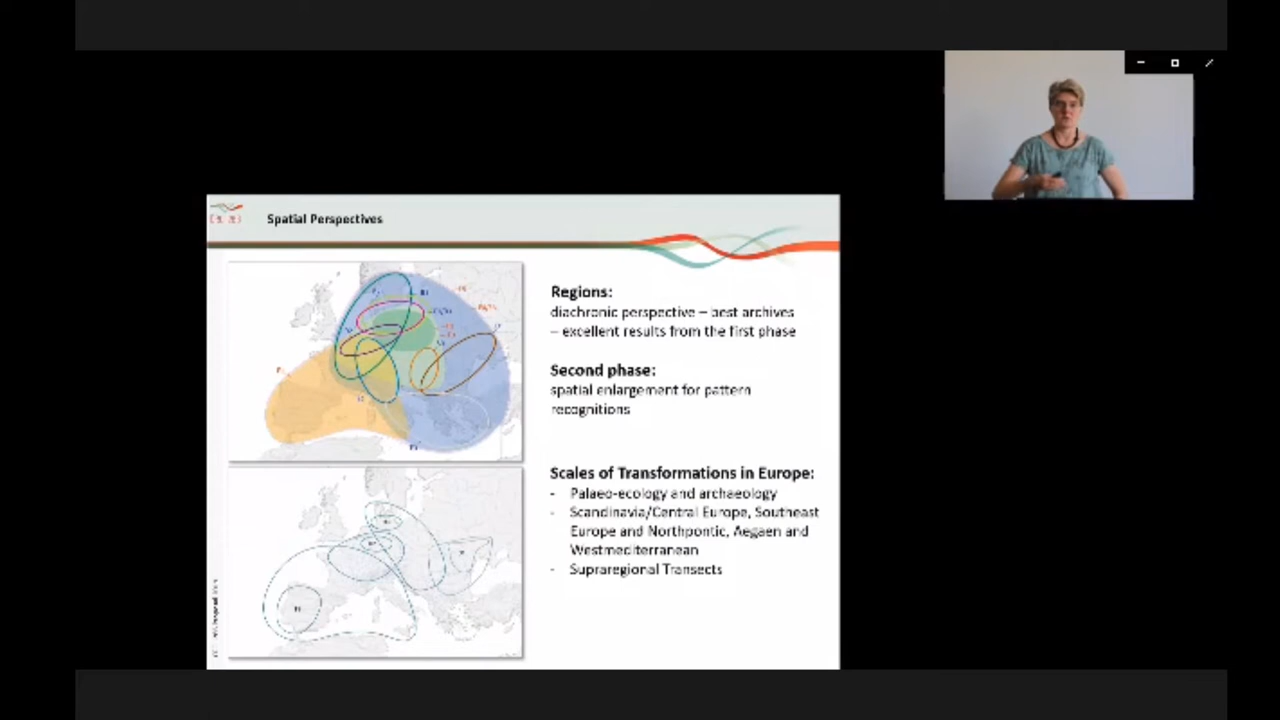 Spatial Perspectives
Regions:
diachronic perspective – best archives
– excellent results from the first phase
Second phase:
spatial enlargement for pattern
recognitions
Scales of Transformations in Europe:
- Palaeo-ecology and archaeology
- Scandinavia/Central Europe, Southeast
Europe and Northpontic, Aegaen and
Westmediterranean
- Supraregional Transects